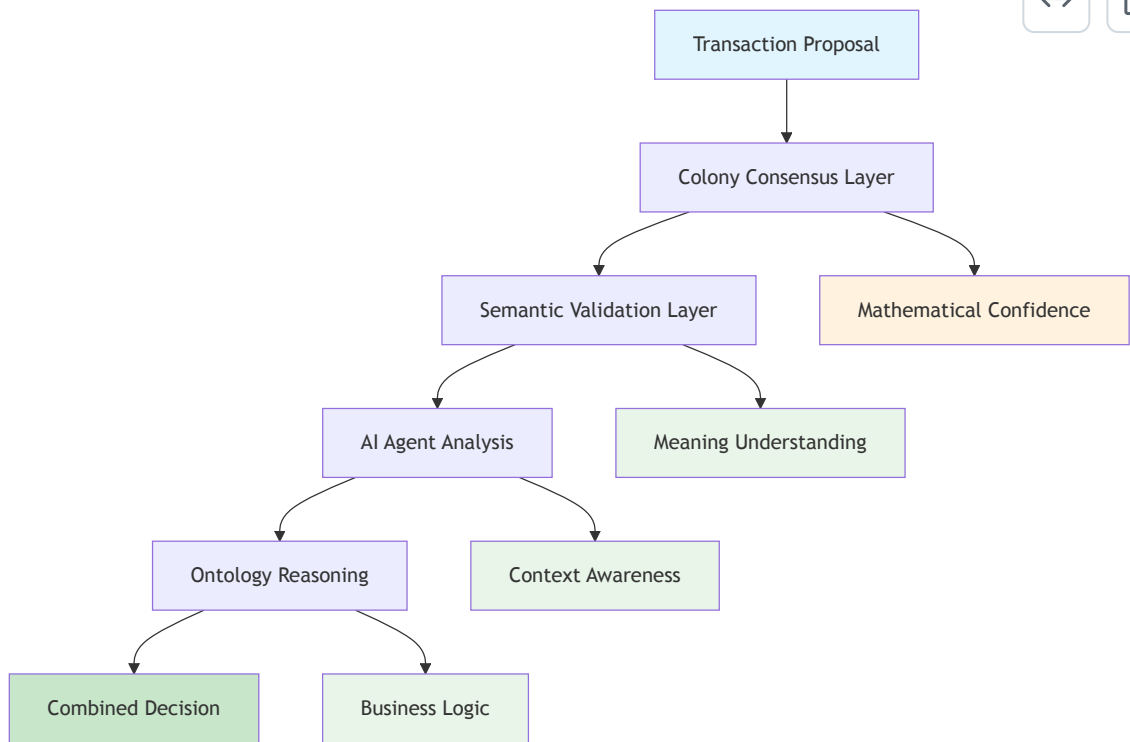 Transaction Proposal
Colony Consensus Layer
Semantic Validation Layer
Mathematical Confidence
AI Agent Analysis
Meaning Understanding
Ontology Reasoning
Context Awareness
Combined Decision
Business Logic